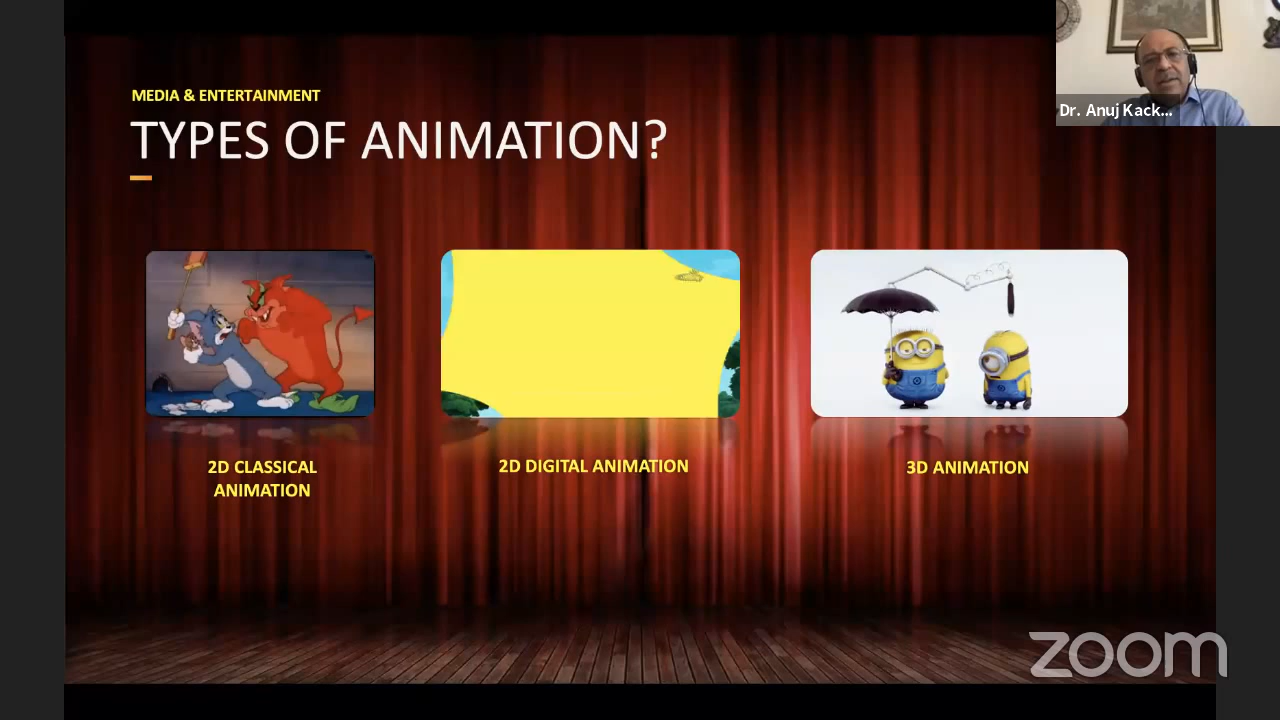 MEDIA & ENTERTAINMENT
TYPES OF ANIMATION?
Dr. Anuj Kack...
2D CLASSICAL
ANIMATION
2D DIGITAL ANIMATION
3D ANIMATION
zoom